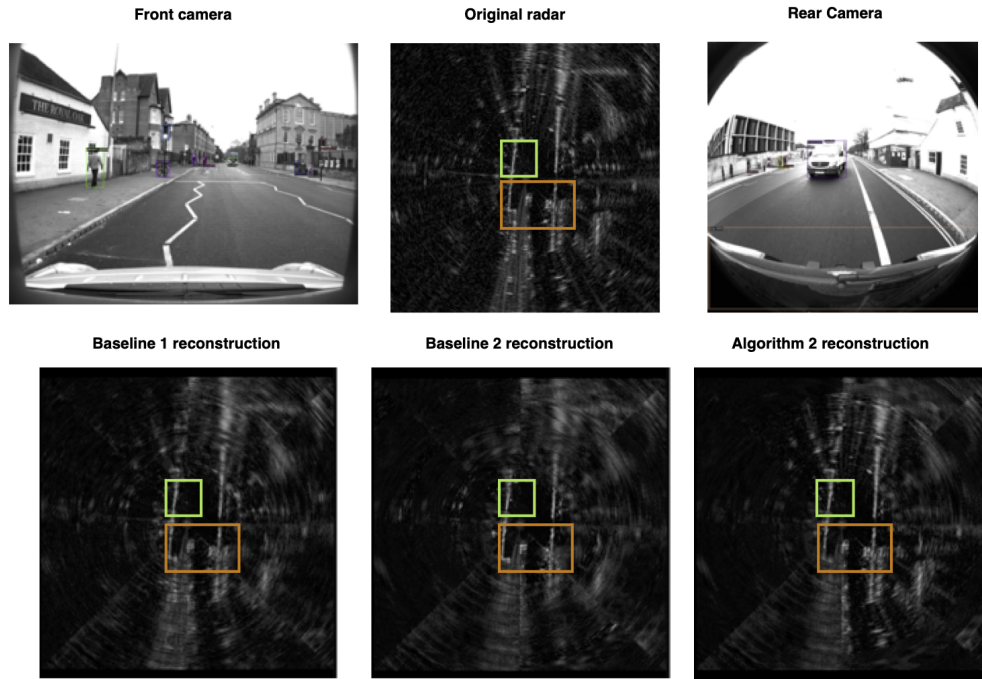 Front camera
Original radar
Rear Camera
THE ROYAL OAK
Baseline 1 reconstruction
Baseline 2 reconstruction
Algorithm 2 reconstruction